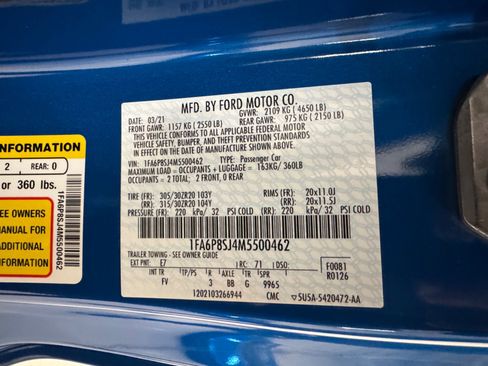 MFD. BY FORD MOTOR CO.
03/21 GVWR: 2109 KG ( 4650 LB)
FRONT GAWR: 1157 KG ( 2550 LB) REAR GAWR: 975 KG ( 2150 LB)
THIS VEHICLE CONFORMS TO ALL APPLICABLE FEDERAL MOTOR
VEHICLE SAFETY, BUMPER, AND THEFT PREVENTION STANDARDS
IN EFFECT ON THE DATE OF MANUFACTURE SHOWN ABOVE.
VIN: 1FA6P8SJ4M5500462 TYPE: Passenger Car
MAXIMUM LOAD = OCCUPANTS + LUGGAGE = 163KG/ 360LB
OCCUPANTS = 2 TOTAL: 2 FRONT, 0 REAR
TIRE (FR): 305/30ZR20 103Y RIMS (FR): 20x11.0J
(RR): 315/30ZR20 104Y (RR): 20x11.5J
PRESSURE (FR): 220 kPa/ 32 PSI COLD (RR): 220 kPa/ 32 PSI COLD
1FA6P8SJ4M5500462
TRAILER TOWING - SEE OWNER GUIDE
EXT PNT: E7 RC: 71 DSO: F0081
R0126
INT TR TP/PS R AXLE TR SPR
FV 3 BB G 9965
1202103266944 CMC ▼5U5A-5420472-AA
INFORMATION
2 REAR: 0
or 360 lbs.
SEE OWNERS
MANUAL FOR
ADDITIONAL
INFORMATION
1FA6P8SJ4M5500462